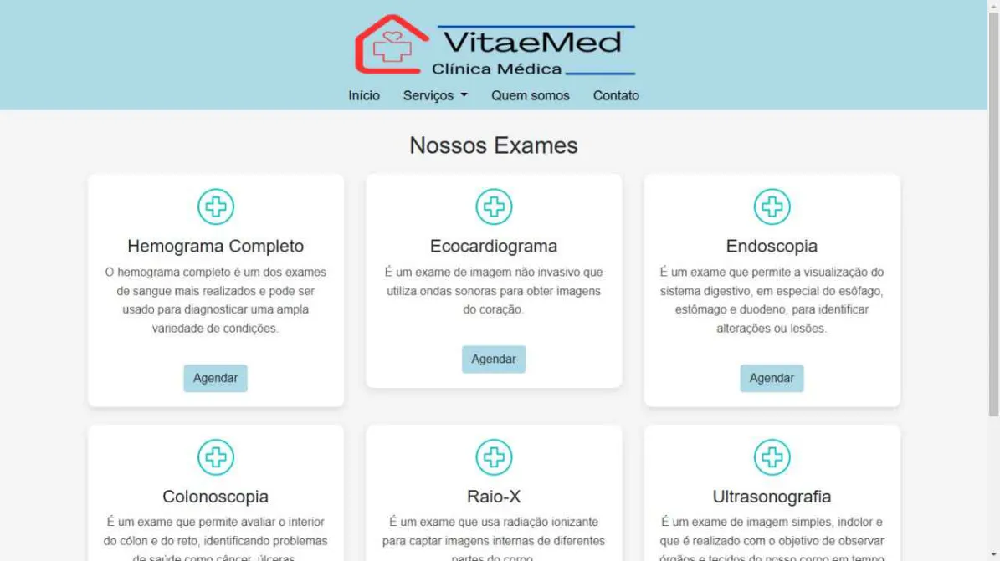 VitaeMed
Clínica Médica
Início Serviços Quem somos Contato
Nossos Exames
Hemograma Completo
O hemograma completo é um dos exames
de sangue mais realizados e pode ser
usado para diagnosticar uma ampla
variedade de condições.
Agendar
Ecocardiograma
É um exame de imagem não invasivo que
utiliza ondas sonoras para obter imagens
do coração.
Agendar
Endoscopia
É um exame que permite a visualização do
sistema digestivo, em especial do esôfago,
estômago e duodeno, para identificar
alterações ou lesões.
Agendar
Colonoscopia
É um exame que permite avaliar o interior
do cólon e do reto, identificando problemas
de saúde como câncer, úlceras,
Raio-X
É um exame que usa radiação ionizante
para captar imagens internas de diferentes
partes do corpo.
Ultrasonografia
É um exame de imagem simples, indolor e
que é realizado com o objetivo de observar
órgãos e tecidos do nosso corpo em tempo